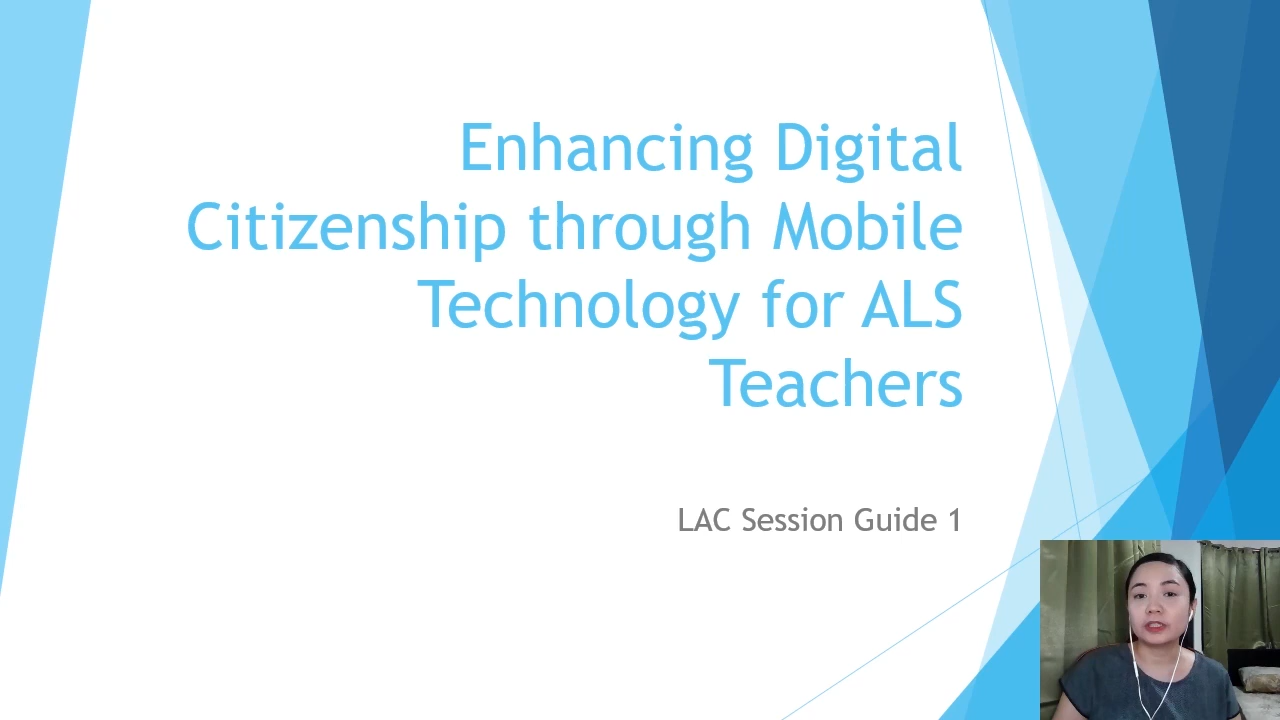 Enhancing Digital
Citizenship through Mobile
Technology for ALS
Teachers
LAC Session Guide 1